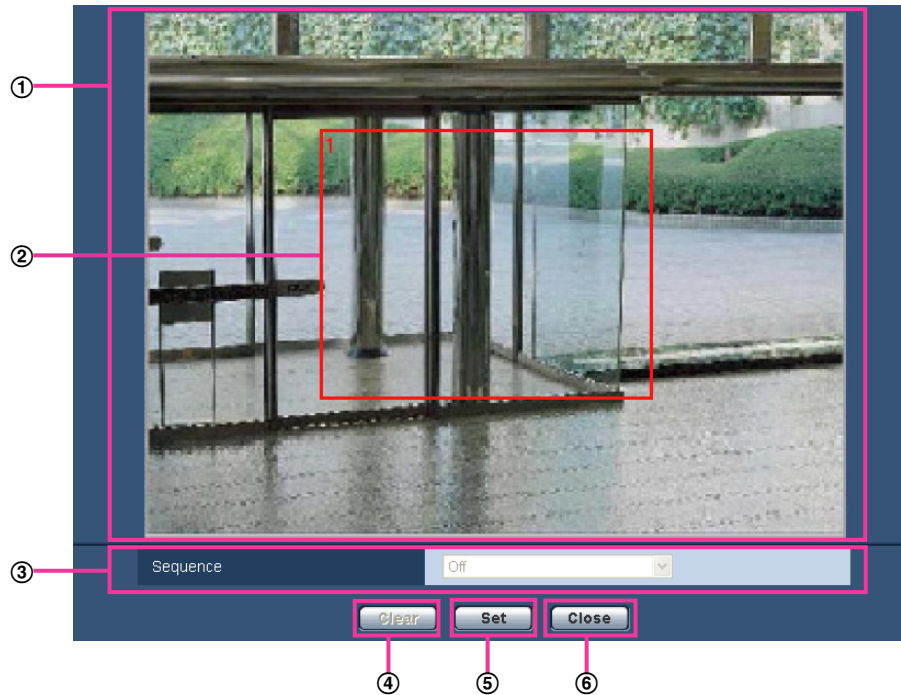 ①
1
②
③
Sequence Off
Clear Set Close
④ ⑤ ⑥